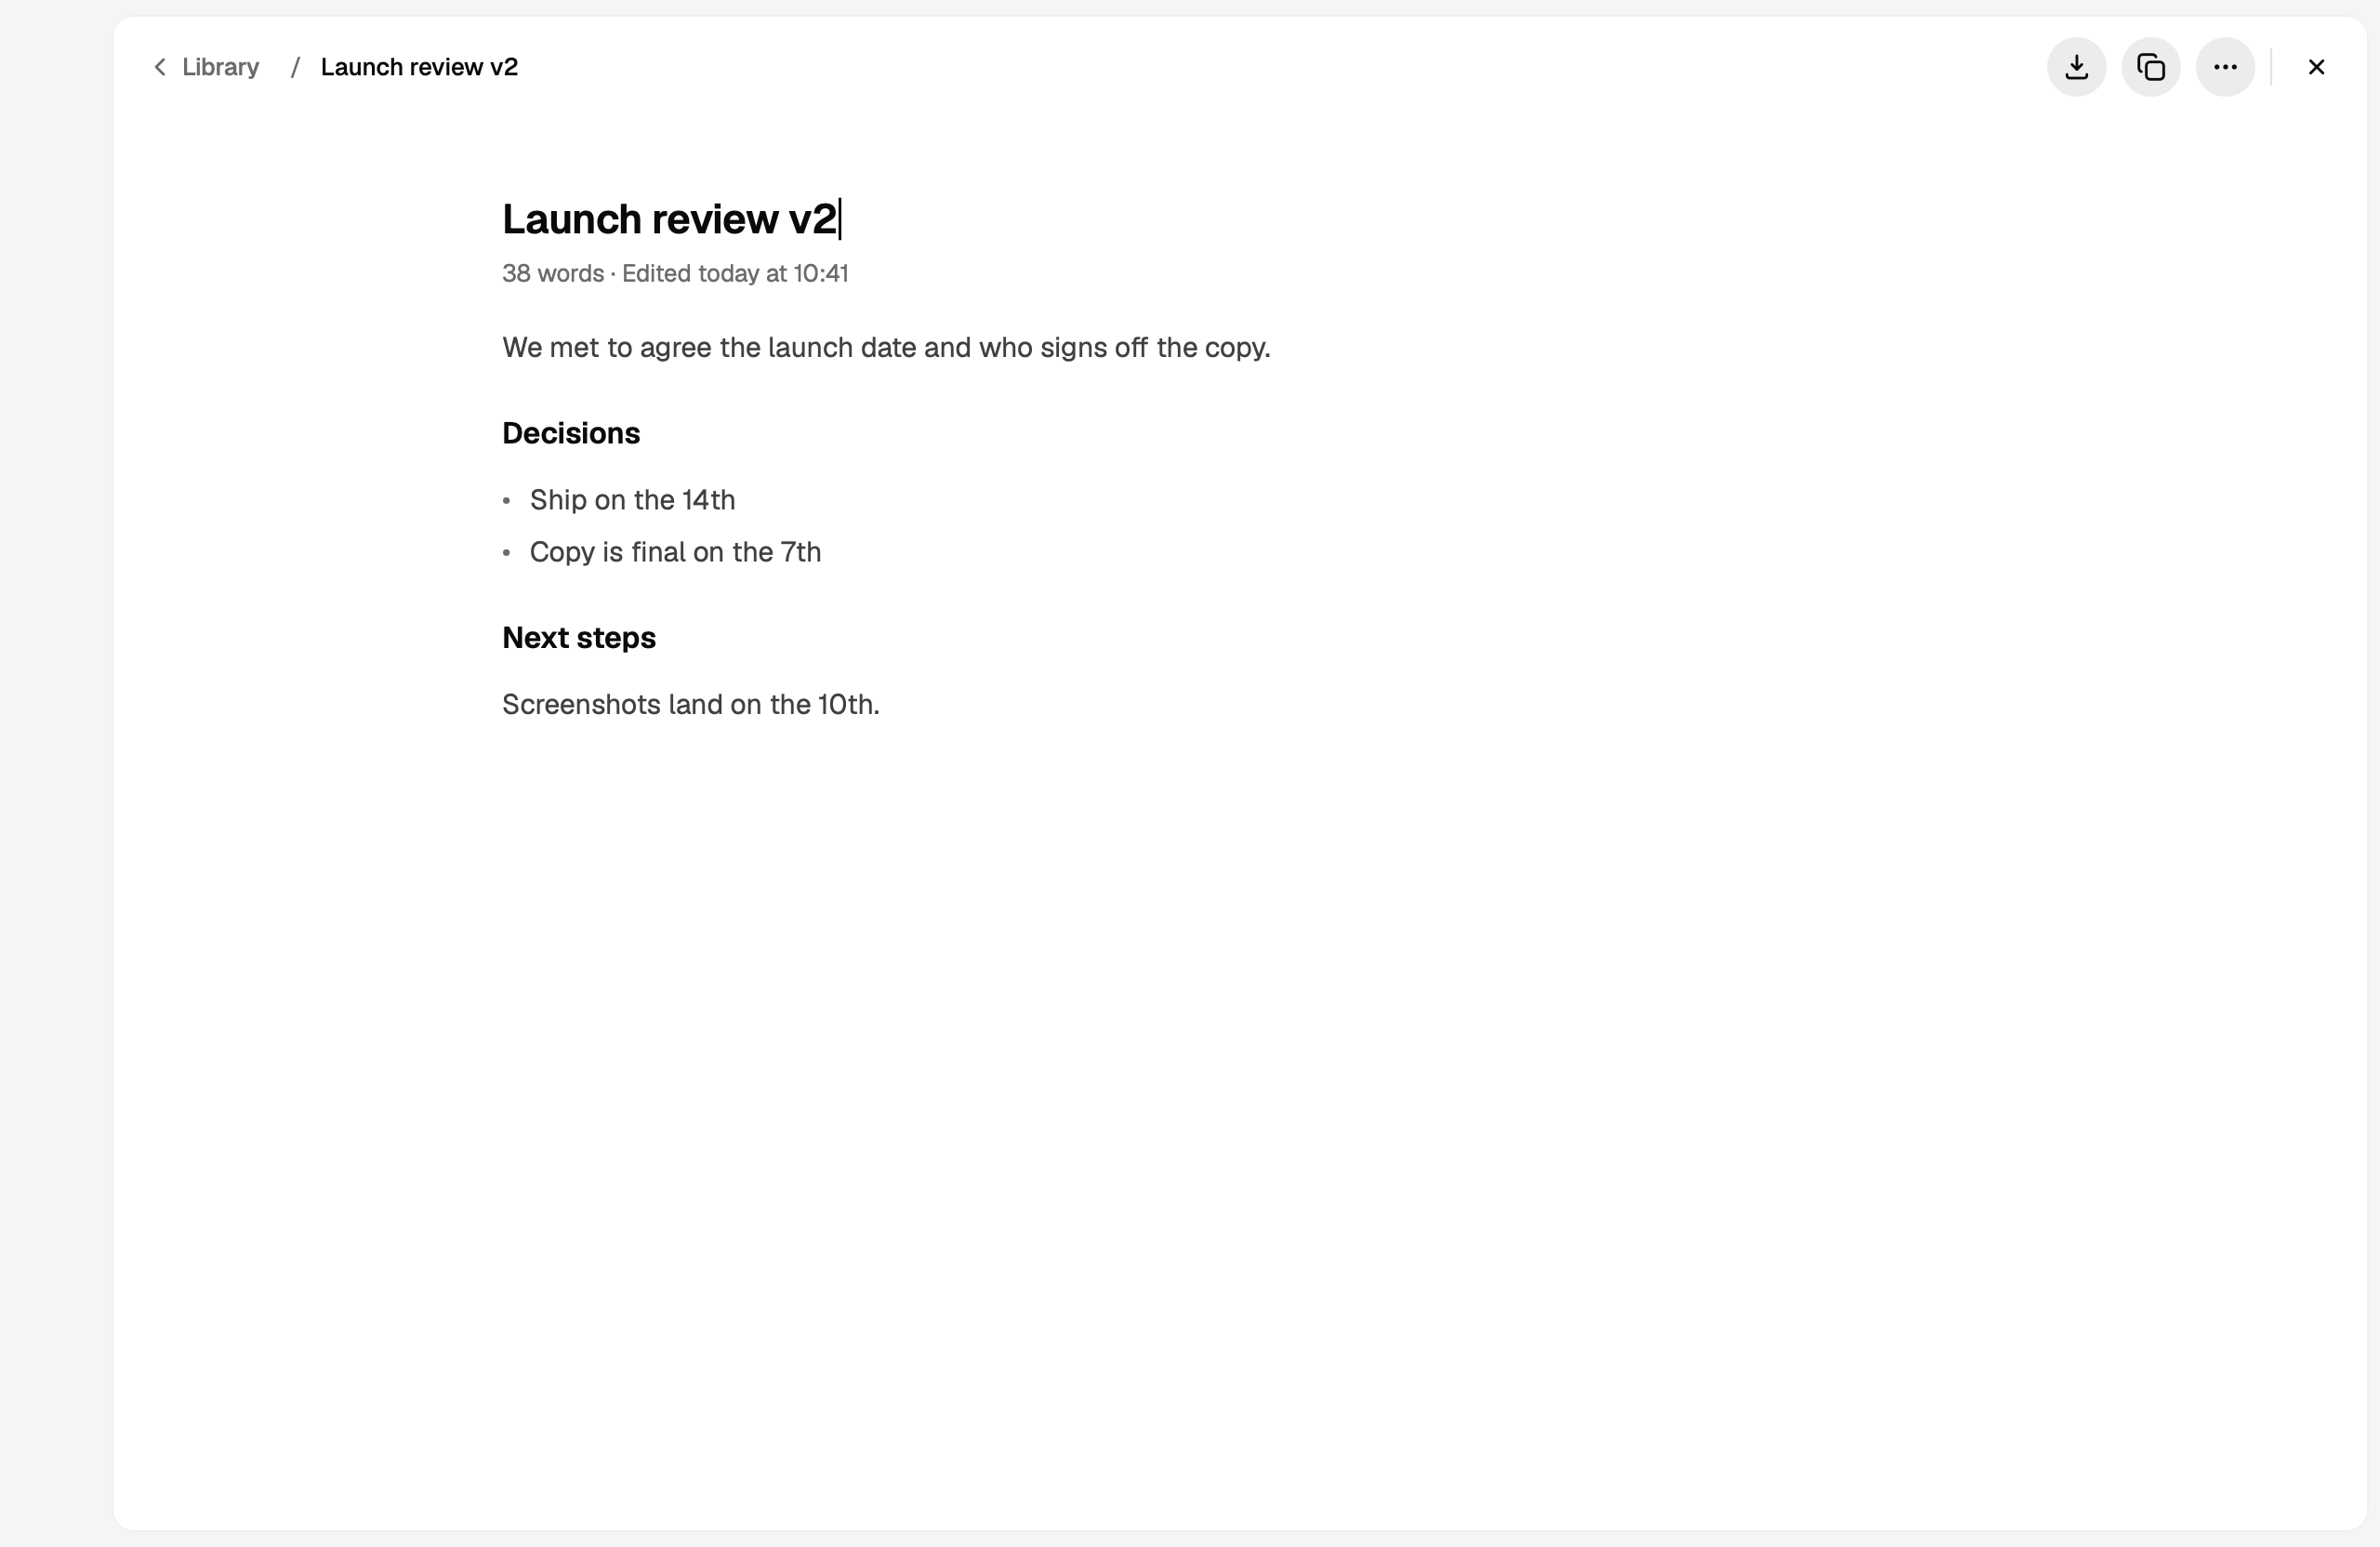 Library / Launch review v2
Launch review v2
38 words · Edited today at 10:41
We met to agree the launch date and who signs off the copy.
Decisions
• Ship on the 14th
• Copy is final on the 7th
Next steps
Screenshots land on the 10th.